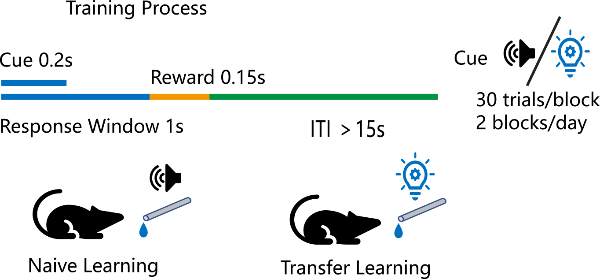 Training Process
Cue 0.2s
Reward 0.15s
Cue
Response Window 1s
ITI >15s
30 trials/block
2 blocks/day
Naive Learning
Transfer Learning